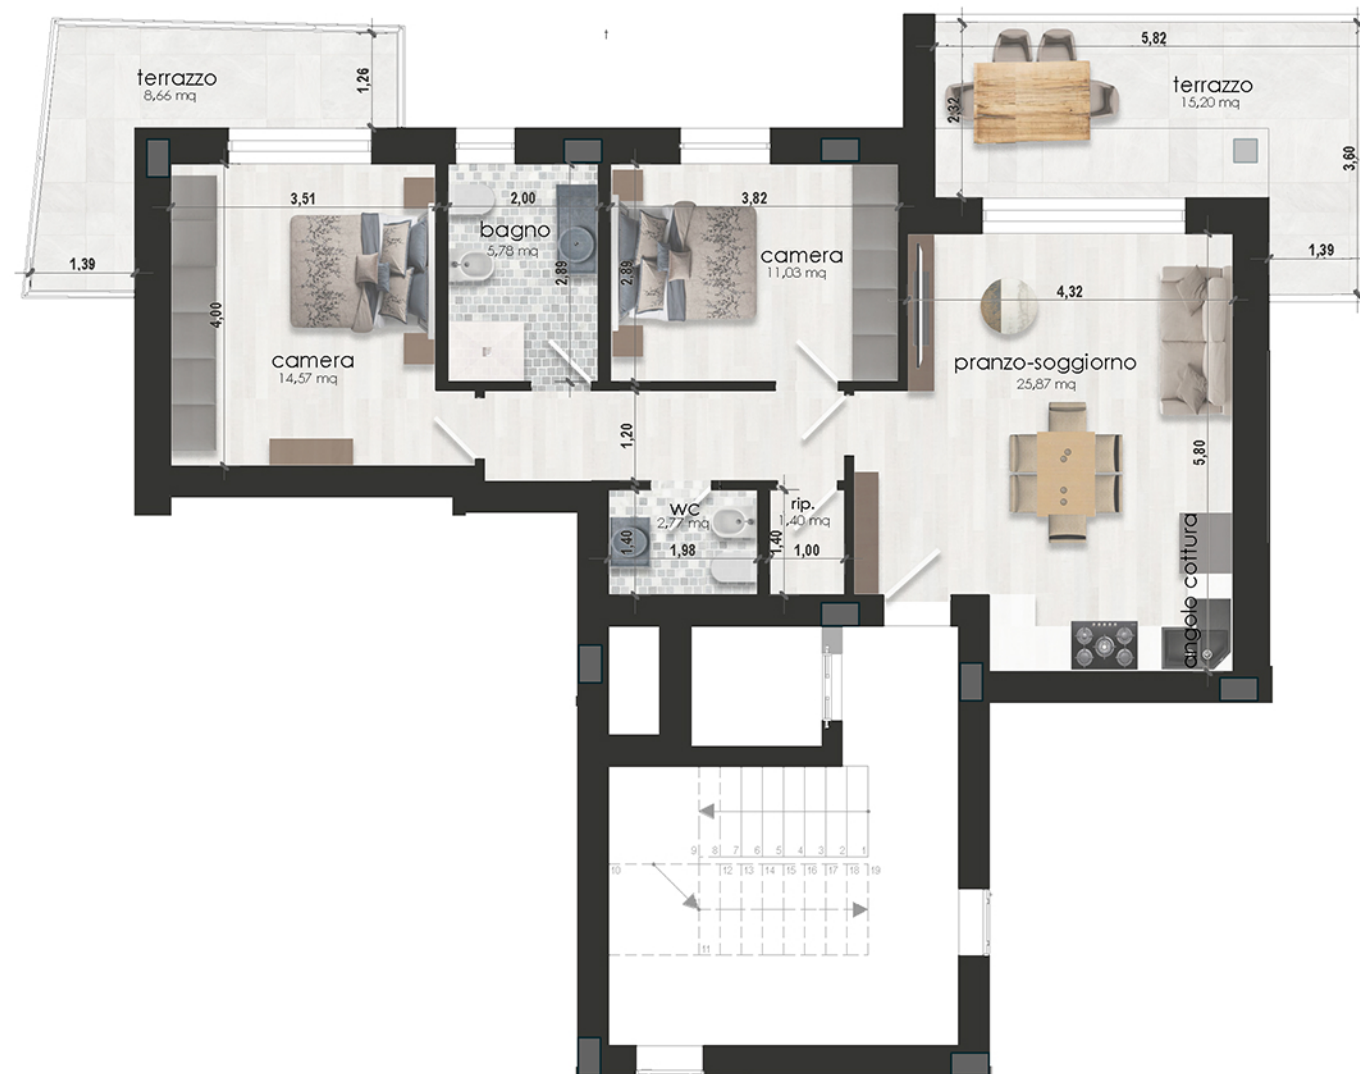 5,82
terrazzo
8,66 mq
1,26
terrazzo
15,20 mq
2,32
3,60
3,51
2,00
3,82
bagno
5,78 mq
camera
11,03 mq
1,39
2,89
2,89
1,39
4,32
4,00
camera
14,57 mq
pranzo-soggiorno
25,87 mq
1,20
5,80
wc
2,77 mq
rip.
1,40 mq
1,40
1,98
1,40
1,00
angolo cottura
9 8 7 6 5 4 3 2 1
10 12 13 14 15 16 17 18 19
11